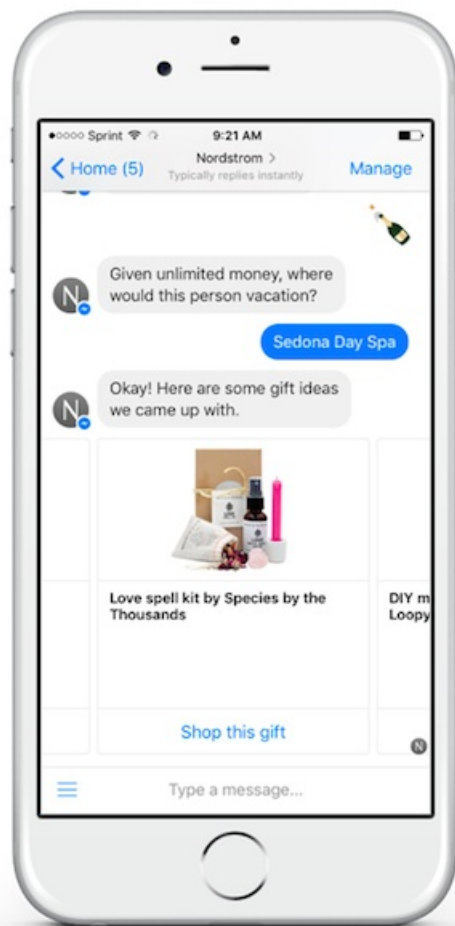 Sprint 9:21 AM
Home (5) Nordstrom > Manage
Typically replies instantly
Given unlimited money, where
would this person vacation?
N
Sedona Day Spa
Okay! Here are some gift ideas
we came up with.
N
Love spell kit by Species by the
Thousands
DIY m
Loopy
Shop this gift
N
Type a message...